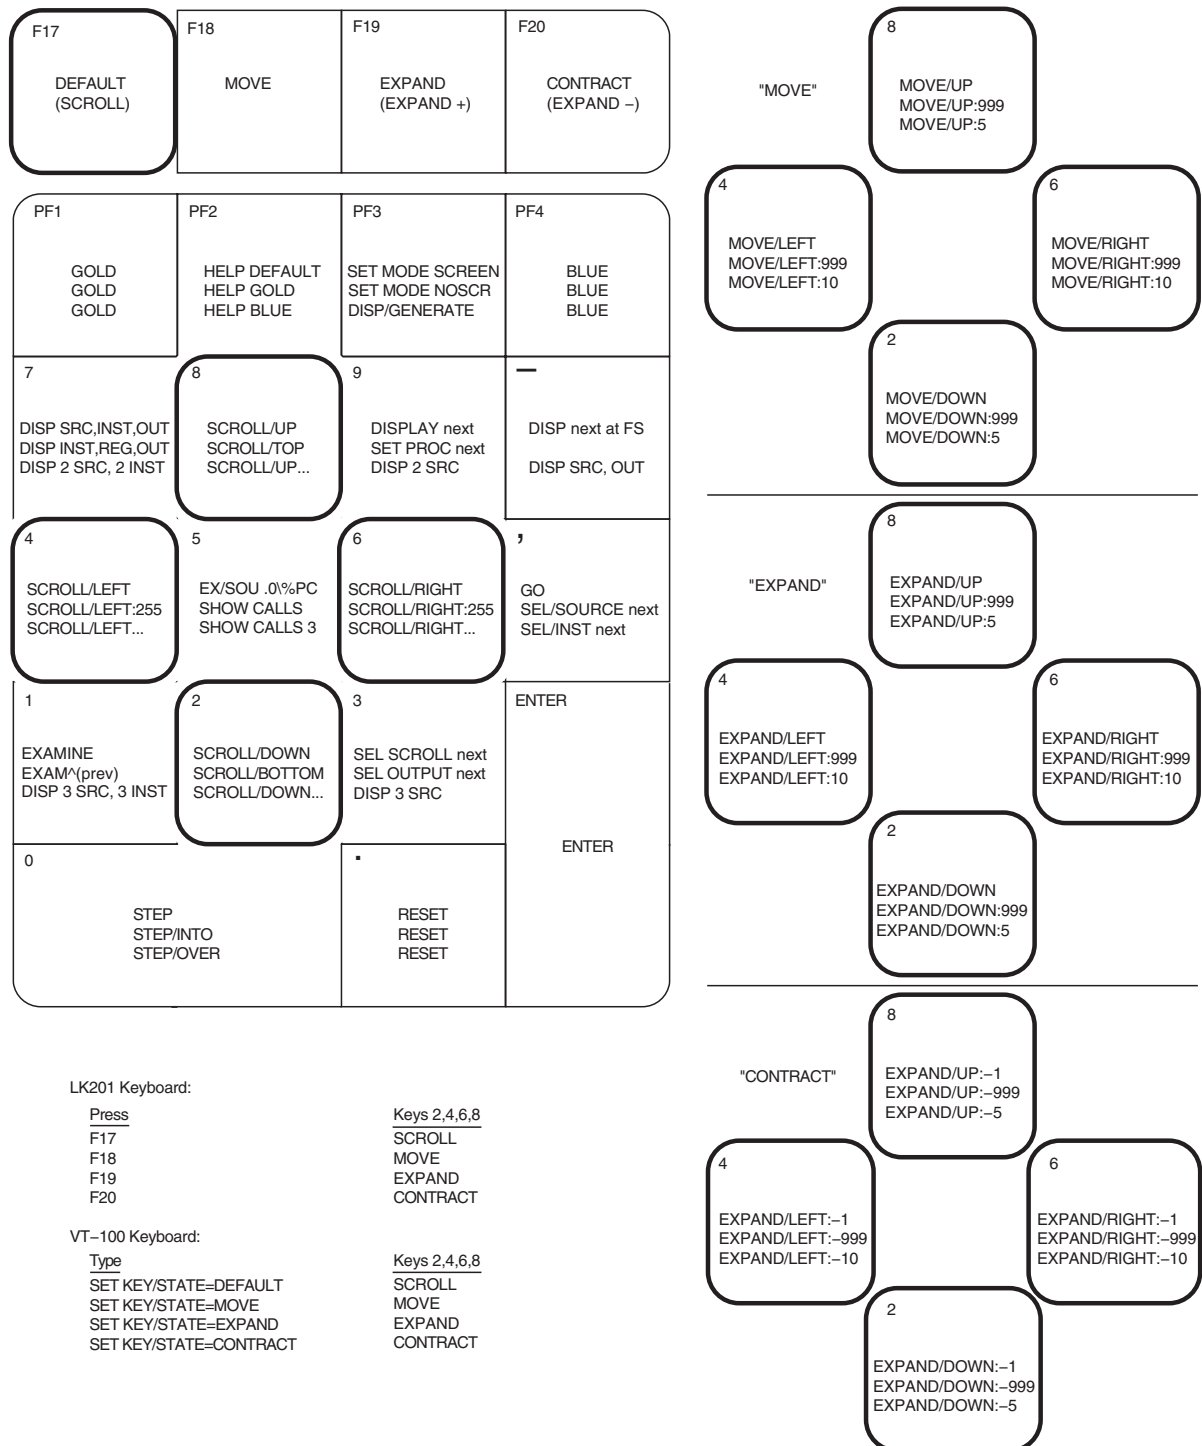 F17
DEFAULT
(SCROLL)
F18
MOVE
F19
EXPAND
(EXPAND +)
F20
CONTRACT
(EXPAND −)
PF1
GOLD
GOLD
GOLD
PF2
HELP DEFAULT
HELP GOLD
HELP BLUE
PF3
SET MODE SCREEN
SET MODE NOSCR
DISP/GENERATE
PF4
BLUE
BLUE
BLUE
7
DISP SRC,INST,OUT
DISP INST,REG,OUT
DISP 2 SRC, 2 INST
8
SCROLL/UP
SCROLL/TOP
SCROLL/UP...
9
DISPLAY next
SET PROC next
DISP 2 SRC
−
DISP next at FS
DISP SRC, OUT
4
SCROLL/LEFT
SCROLL/LEFT:255
SCROLL/LEFT...
5
EX/SOU .0\%PC
SHOW CALLS
SHOW CALLS 3
6
SCROLL/RIGHT
SCROLL/RIGHT:255
SCROLL/RIGHT...
,
GO
SEL/SOURCE next
SEL/INST next
1
EXAMINE
EXAM^(prev)
DISP 3 SRC, 3 INST
2
SCROLL/DOWN
SCROLL/BOTTOM
SCROLL/DOWN...
3
SEL SCROLL next
SEL OUTPUT next
DISP 3 SRC
ENTER
ENTER
0
STEP
STEP/INTO
STEP/OVER
.
RESET
RESET
RESET
LK201 Keyboard:
Press Keys 2,4,6,8
F17 SCROLL
F18 MOVE
F19 EXPAND
F20 CONTRACT
VT−100 Keyboard:
Type Keys 2,4,6,8
SET KEY/STATE=DEFAULT SCROLL
SET KEY/STATE=MOVE MOVE
SET KEY/STATE=EXPAND EXPAND
SET KEY/STATE=CONTRACT CONTRACT
"MOVE"
8
MOVE/UP
MOVE/UP:999
MOVE/UP:5
4
MOVE/LEFT
MOVE/LEFT:999
MOVE/LEFT:10
6
MOVE/RIGHT
MOVE/RIGHT:999
MOVE/RIGHT:10
2
MOVE/DOWN
MOVE/DOWN:999
MOVE/DOWN:5
"EXPAND"
8
EXPAND/UP
EXPAND/UP:999
EXPAND/UP:5
4
EXPAND/LEFT
EXPAND/LEFT:999
EXPAND/LEFT:10
6
EXPAND/RIGHT
EXPAND/RIGHT:999
EXPAND/RIGHT:10
2
EXPAND/DOWN
EXPAND/DOWN:999
EXPAND/DOWN:5
"CONTRACT"
8
EXPAND/UP:−1
EXPAND/UP:−999
EXPAND/UP:−5
4
EXPAND/LEFT:−1
EXPAND/LEFT:−999
EXPAND/LEFT:−10
6
EXPAND/RIGHT:−1
EXPAND/RIGHT:−999
EXPAND/RIGHT:−10
2
EXPAND/DOWN:−1
EXPAND/DOWN:−999
EXPAND/DOWN:−5